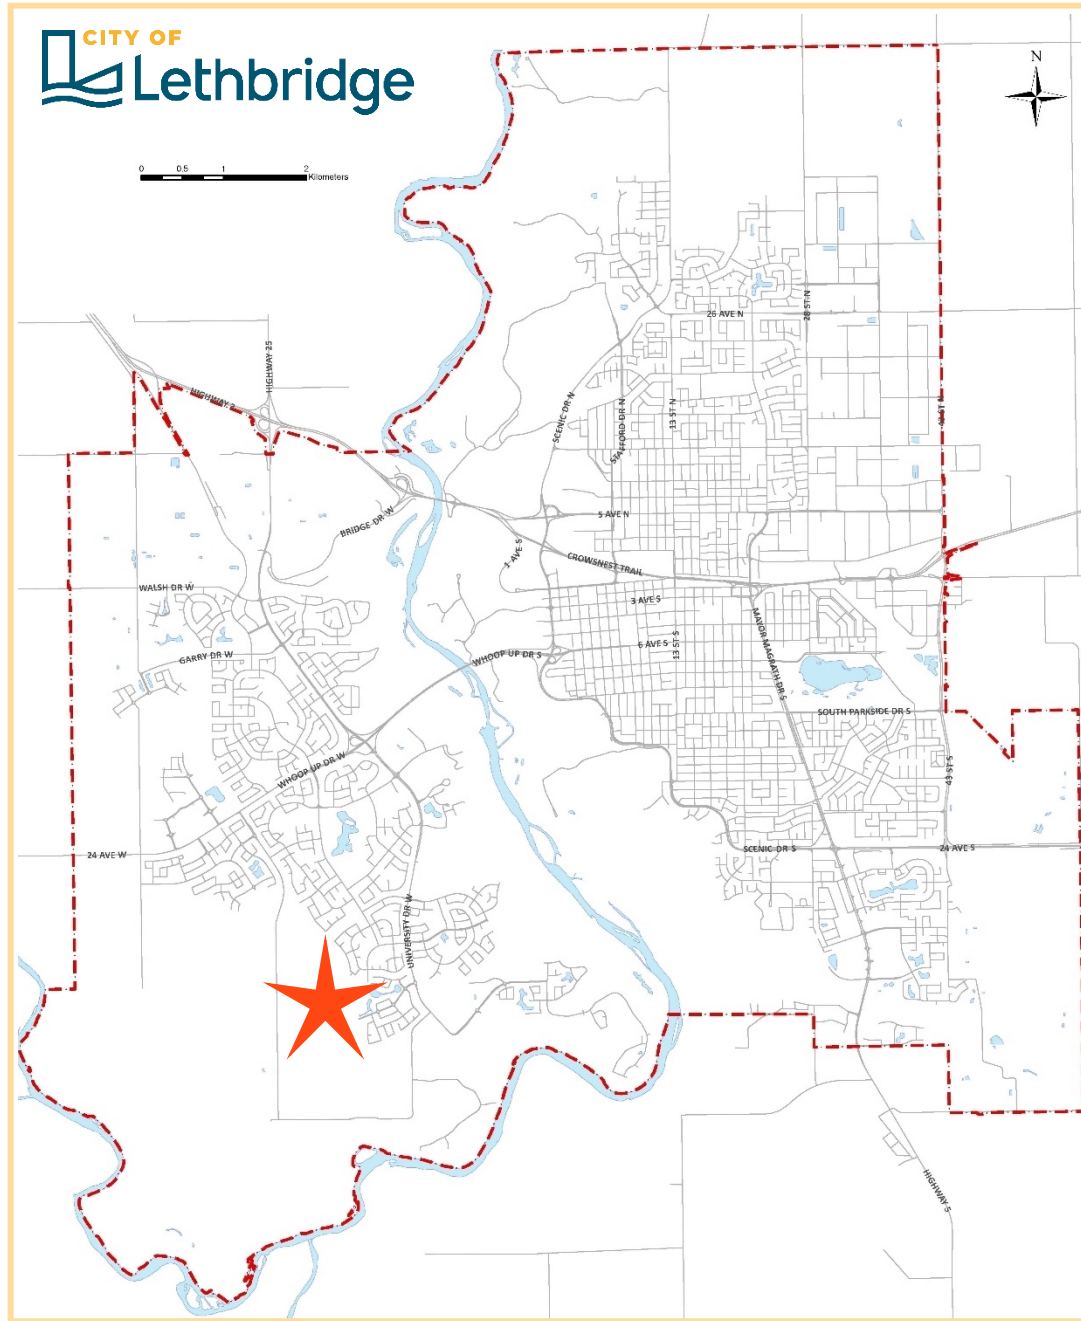 CITY OF
Lethbridge
N
0 0.5 1 2
Kilometers
26 AVE N
28 ST N
HIGHWAY 25
HIGHWAY 3
SCENIC DR N
STAFFORD DR N
13 ST N
43 ST N
BRIDGE DR W
5 AVE N
1 AVE S
CROWSNEST TRAIL
WALSH DR W
3 AVE S
MAYOR MAGRATH DR S
6 AVE S
13 ST S
GARRY DR W
WHOOP UP DR S
SOUTH PARKSIDE DR S
WHOOP UP DR W
43 ST S
24 AVE W
SCENIC DR S
24 AVE S
UNIVERSITY DR W
HIGHWAY 5